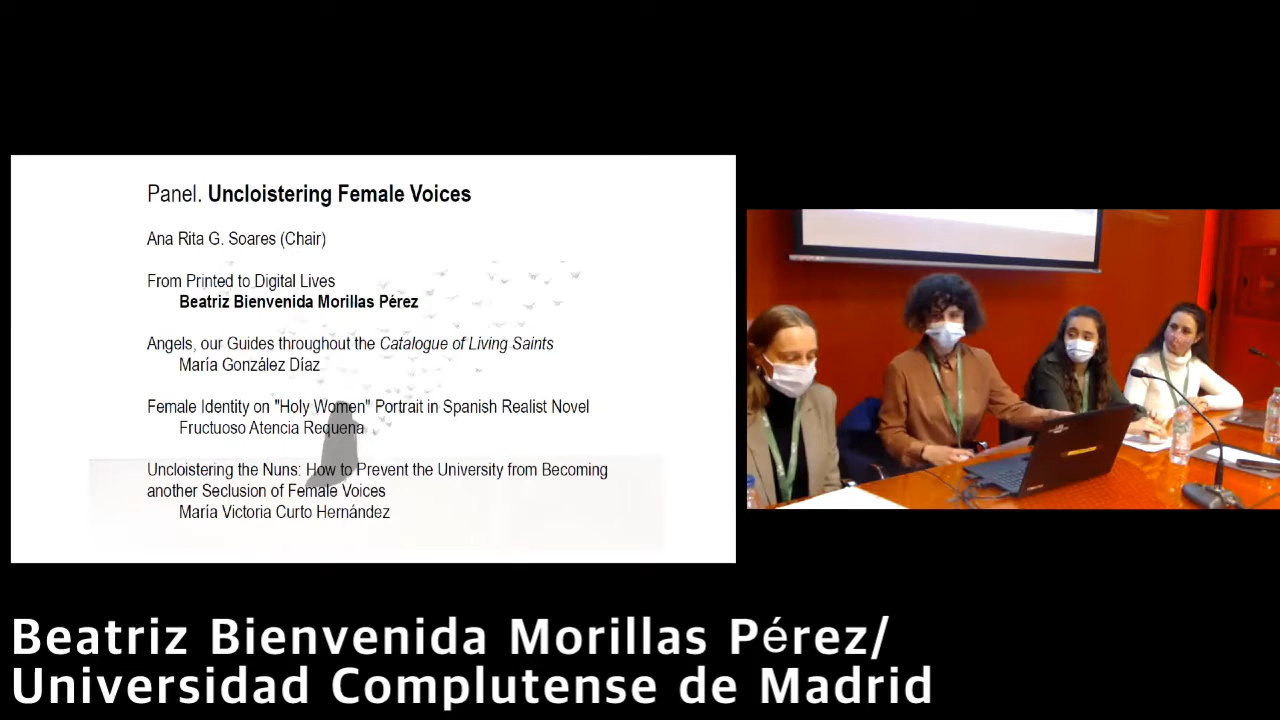 Panel. Uncloistering Female Voices
Ana Rita G. Soares (Chair)
From Printed to Digital Lives
Beatriz Bienvenida Morillas Pérez
Angels, our Guides throughout the Catalogue of Living Saints
María González Díaz
Female Identity on "Holy Women" Portrait in Spanish Realist Novel
Fructuoso Atencia Requena
Uncloistering the Nuns: How to Prevent the University from Becoming
another Seclusion of Female Voices
María Victoria Curto Hernández
Beatriz Bienvenida Morillas Pérez/
Universidad Complutense de Madrid